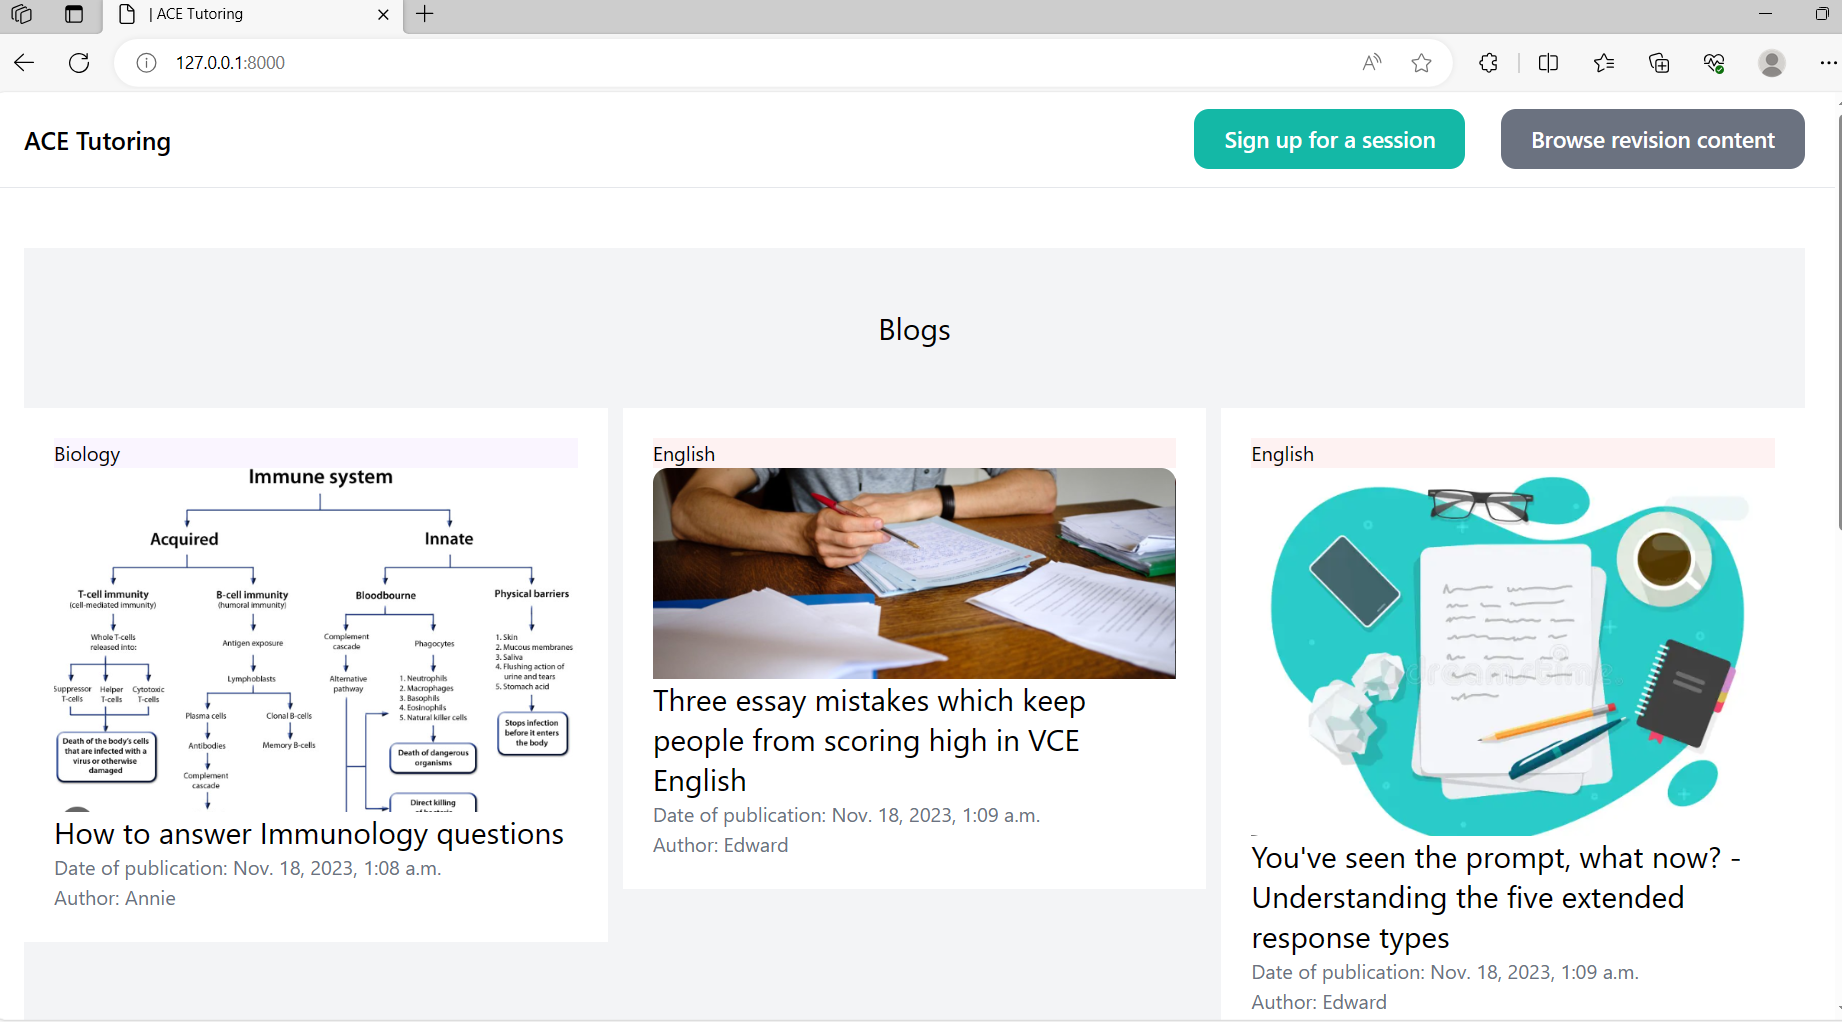 | ACE Tutoring
127.0.0.1:8000
ACE Tutoring
Sign up for a session
Browse revision content
Blogs
Biology
Immune system
Acquired
Innate
T-cell immunity
(cell-mediated immunity)
B-cell immunity
(humoral immunity)
Bloodbourne
Physical barriers
Whole T-cells
released into:
Antigen exposure
Complement
cascade
Phagocytes
1. Skin
2. Mucous membranes
3. Saliva
4. Flushing action of
urine and tears
5. Stomach acid
Suppressor
T-cells
Helper
T-cells
Cytotoxic
T-cells
Lymphoblasts
Alternative
pathway
1. Neutrophils
2. Macrophages
3. Basophils
4. Eosinophils
5. Natural killer cells
Plasma cells
Clonal B-cells
Antibodies
Memory B-cells
Complement
cascade
Death of the body's cells
that are infected with a
virus or otherwise
damaged
Death of dangerous
organisms
Stops infection
before it enters
the body
Direct killing
of bacteria
How to answer Immunology questions
Date of publication: Nov. 18, 2023, 1:08 a.m.
Author: Annie
English
Three essay mistakes which keep
people from scoring high in VCE
English
Date of publication: Nov. 18, 2023, 1:09 a.m.
Author: Edward
English
dreamstime
You've seen the prompt, what now? -
Understanding the five extended
response types
Date of publication: Nov. 18, 2023, 1:09 a.m.
Author: Edward